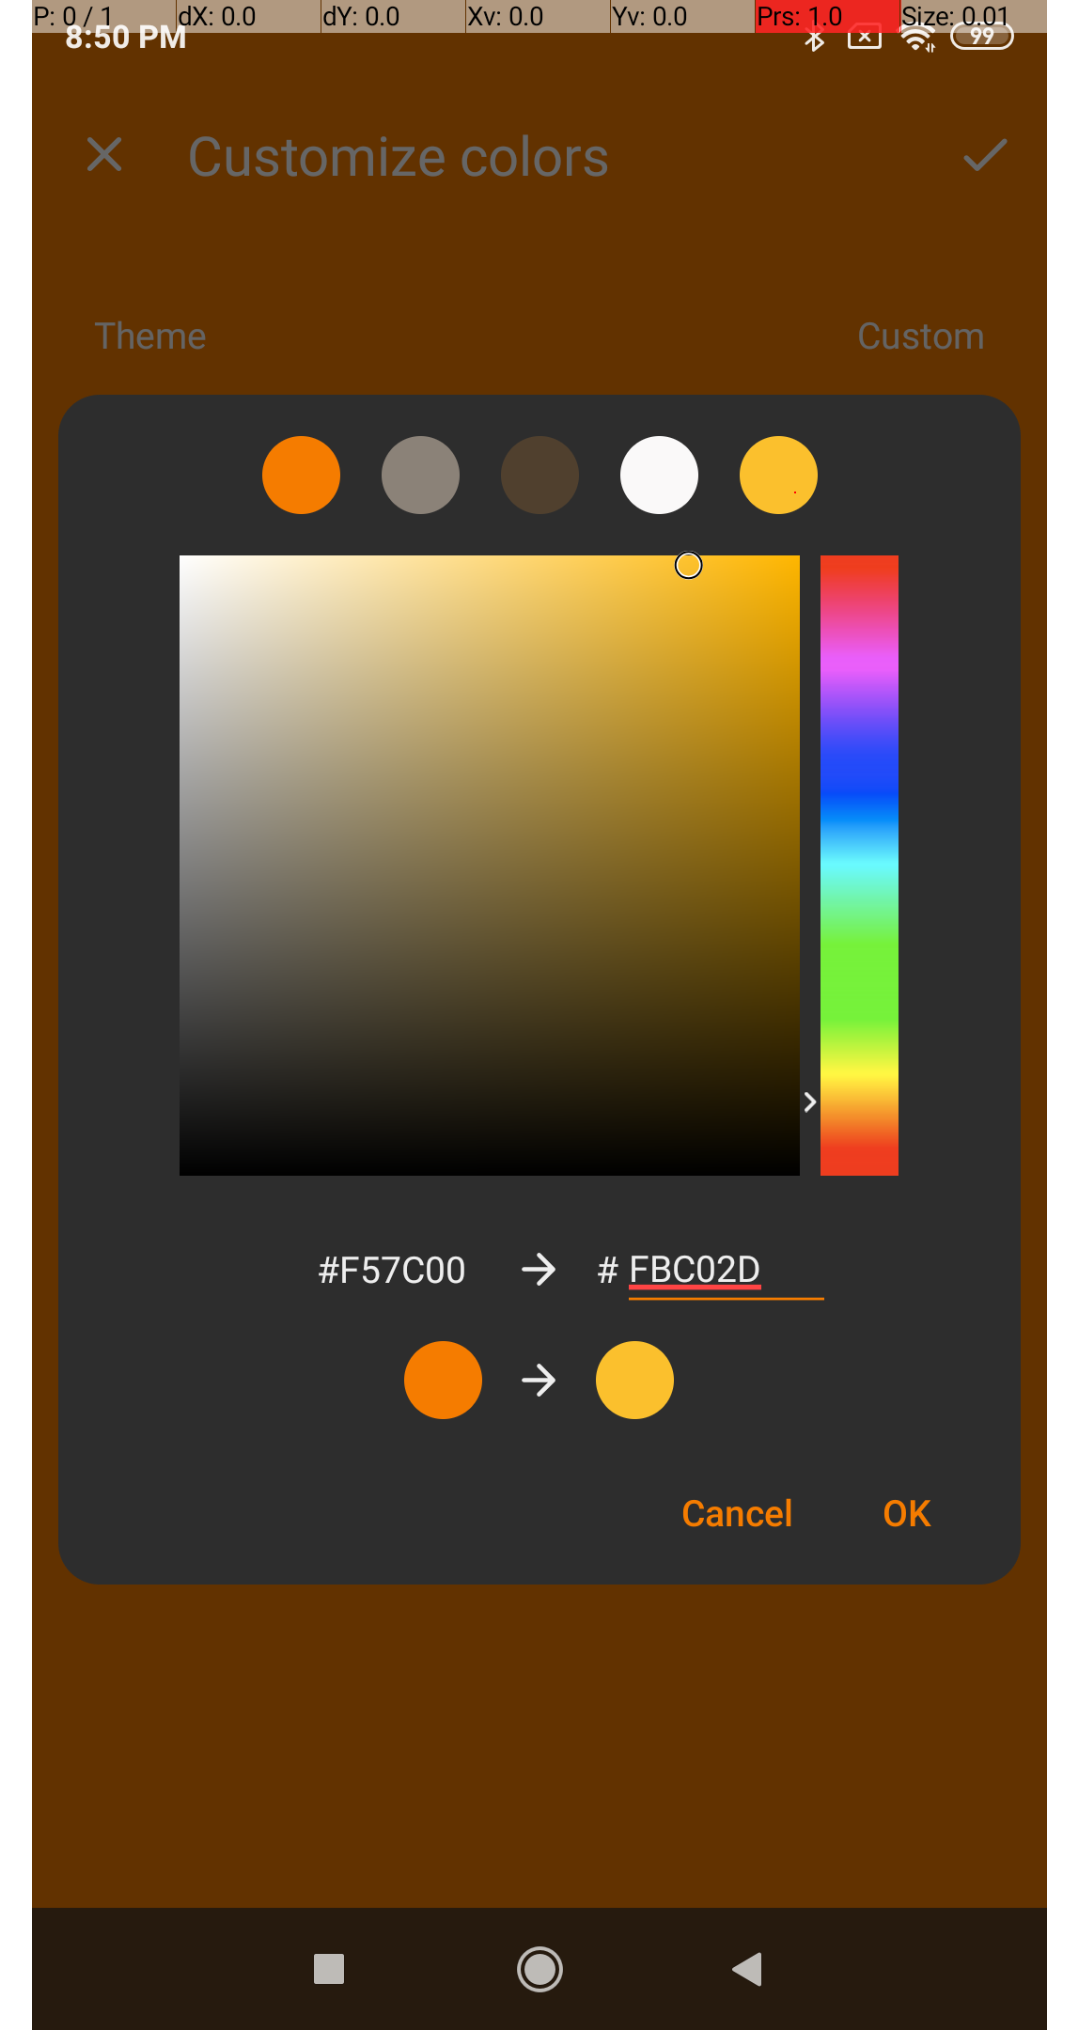 P: 0 / 1 dX: 0.0 dY: 0.0 Xv: 0.0 Yv: 0.0 Prs: 1.0 Size: 0.01
8:50 PM 99
Customize colors
Theme Custom
#F57C00 # FBC02D
Cancel OK